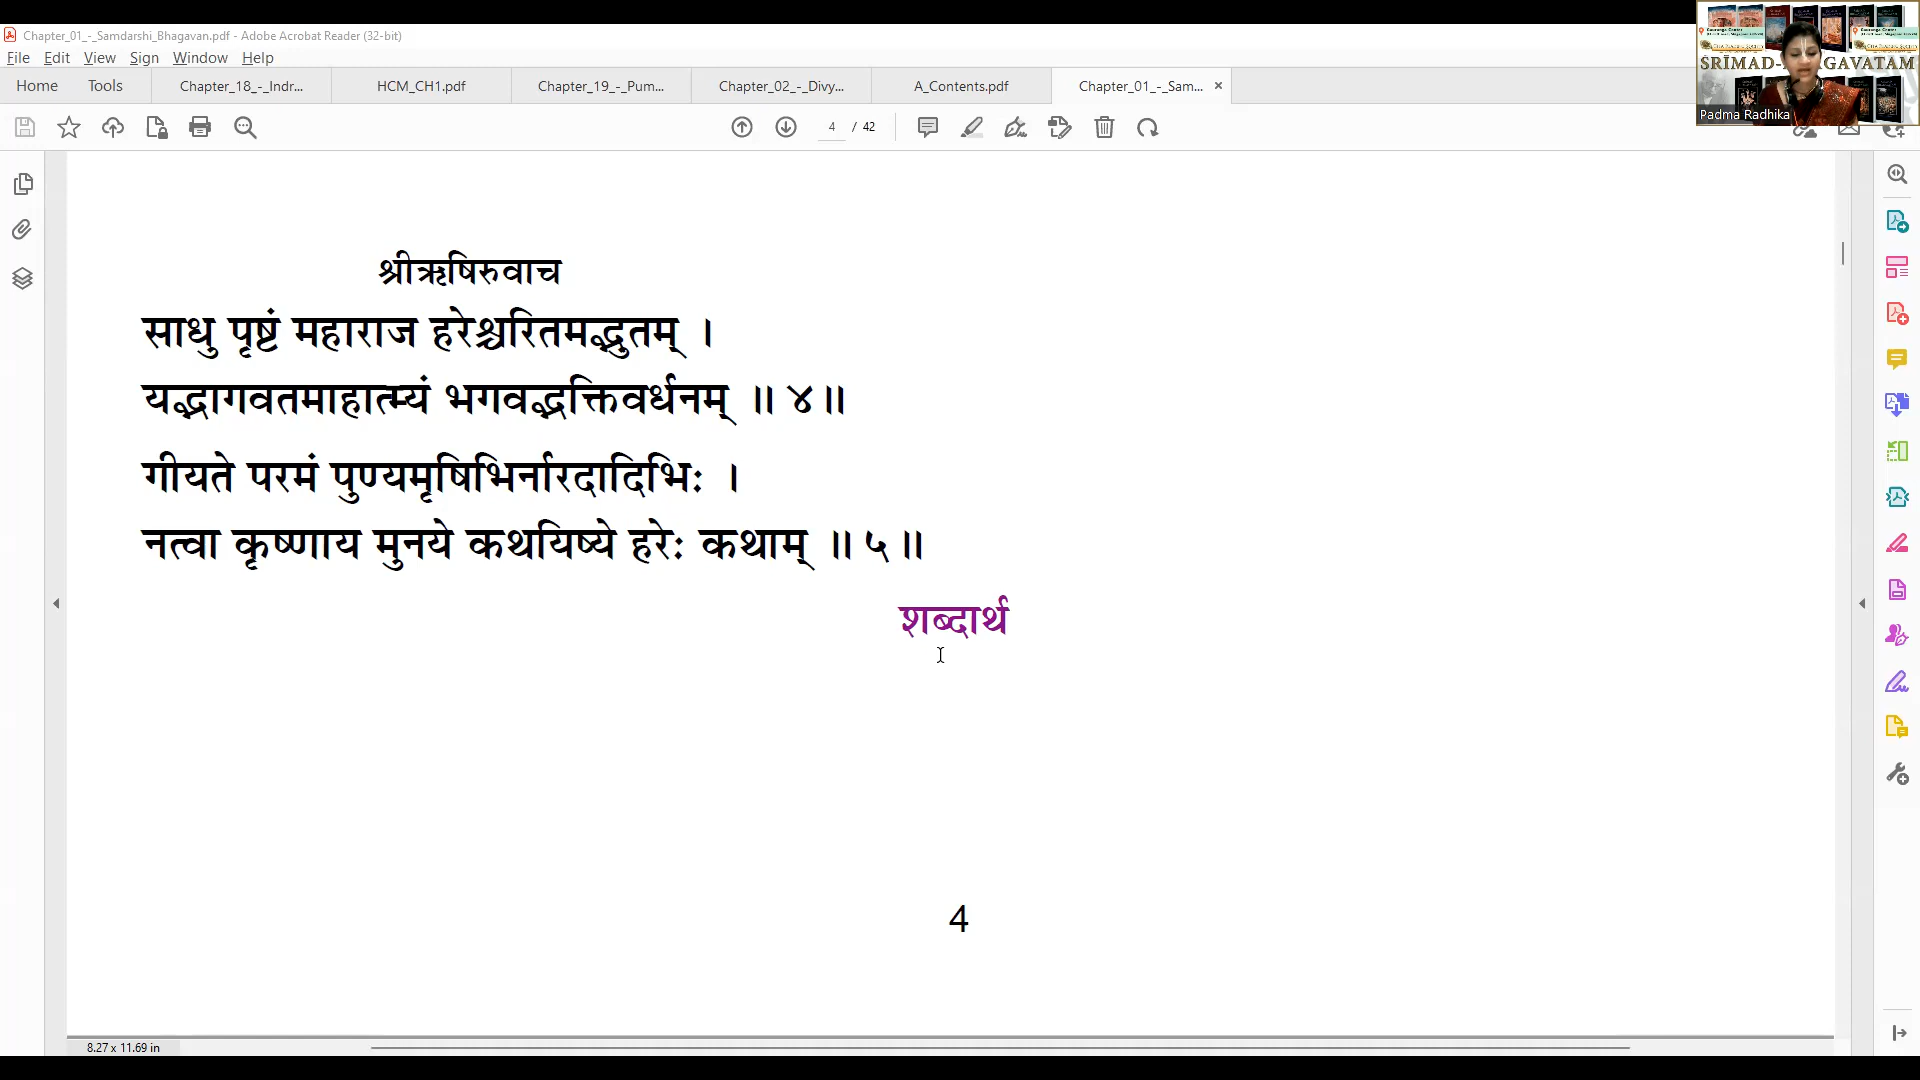 Chapter_01_-_Samdarshi_Bhagavan.pdf - Adobe Acrobat Reader (32-bit)
File Edit View Sign Window Help
Home Tools Chapter_18_-_Indr... HCM_CH1.pdf Chapter_19_-_Pum... Chapter_02_-_Divy... A_Contents.pdf Chapter_01_-_Sam... ×
4 / 42
Padma Radhika
श्रीऋषिरुवाच
साधु पृष्टं महाराज हरेश्चरितमद्भुतम् ।
यद्भागवतमाहात्म्यं भगवद्भक्तिवर्धनम् ॥ ४॥
गीयते परमं पुण्यमृषिभिर्नारदादिभिः ।
नत्वा कृष्णाय मुनये कथयिष्ये हरेः कथाम् ॥ ५ ॥
शब्दार्थ
4
8.27 x 11.69 in